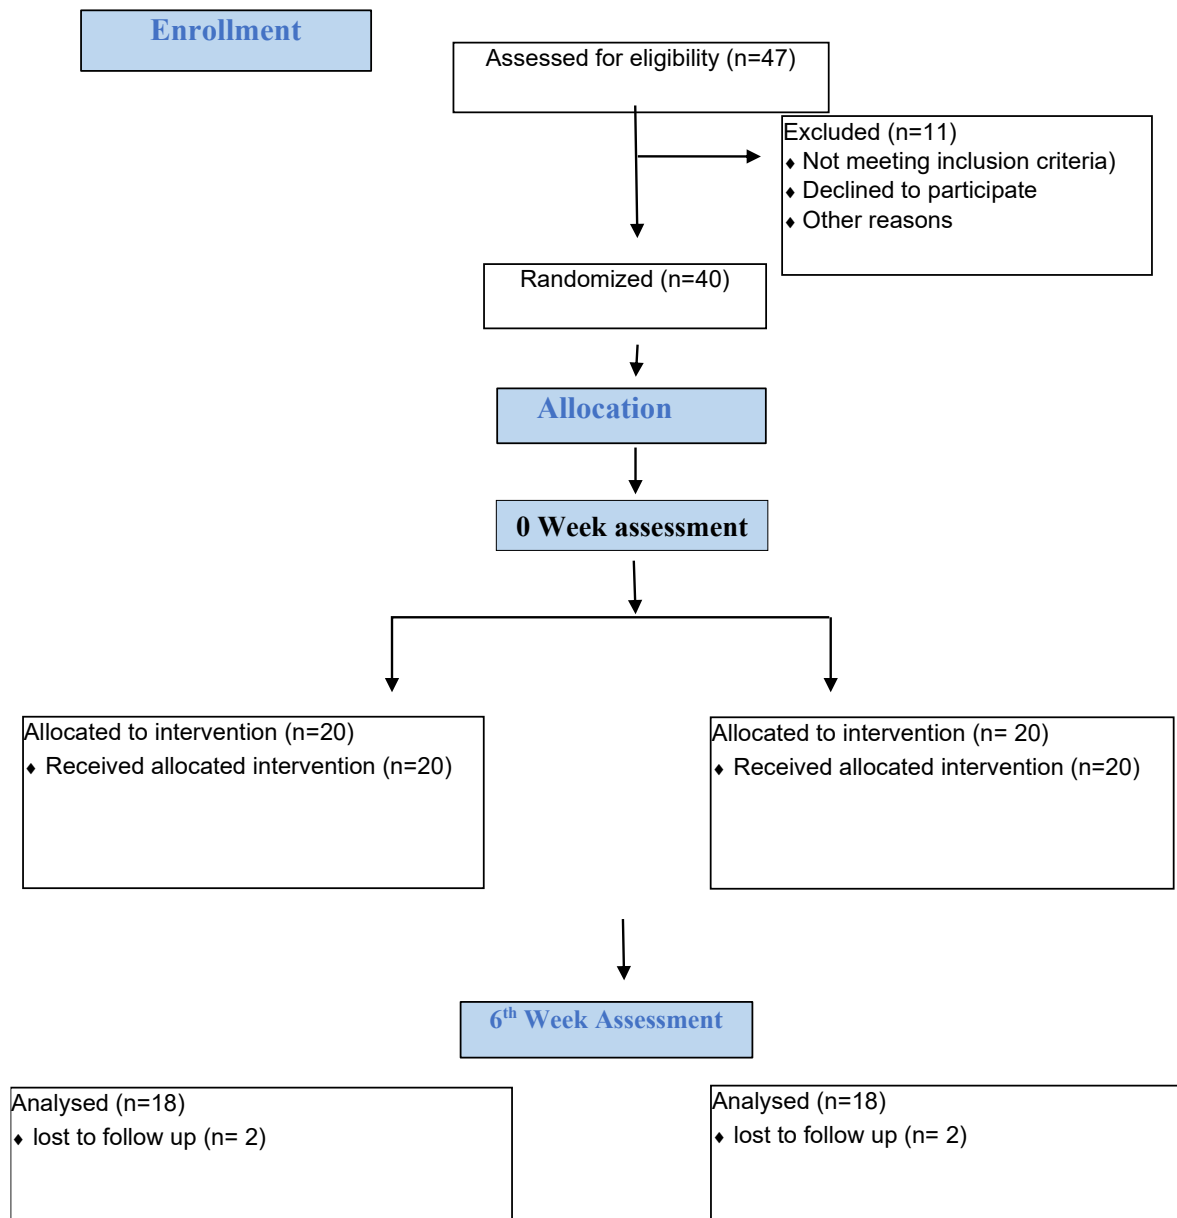 Enrollment
Assessed for eligibility (n=47)
Excluded (n=11)
♦ Not meeting inclusion criteria)
♦ Declined to participate
♦ Other reasons
Randomized (n=40)
Allocation
0 Week assessment
Allocated to intervention (n=20)
♦ Received allocated intervention (n=20)
Allocated to intervention (n= 20)
♦ Received allocated intervention (n=20)
6th Week Assessment
Analysed (n=18)
♦ lost to follow up (n= 2)
Analysed (n=18)
♦ lost to follow up (n= 2)